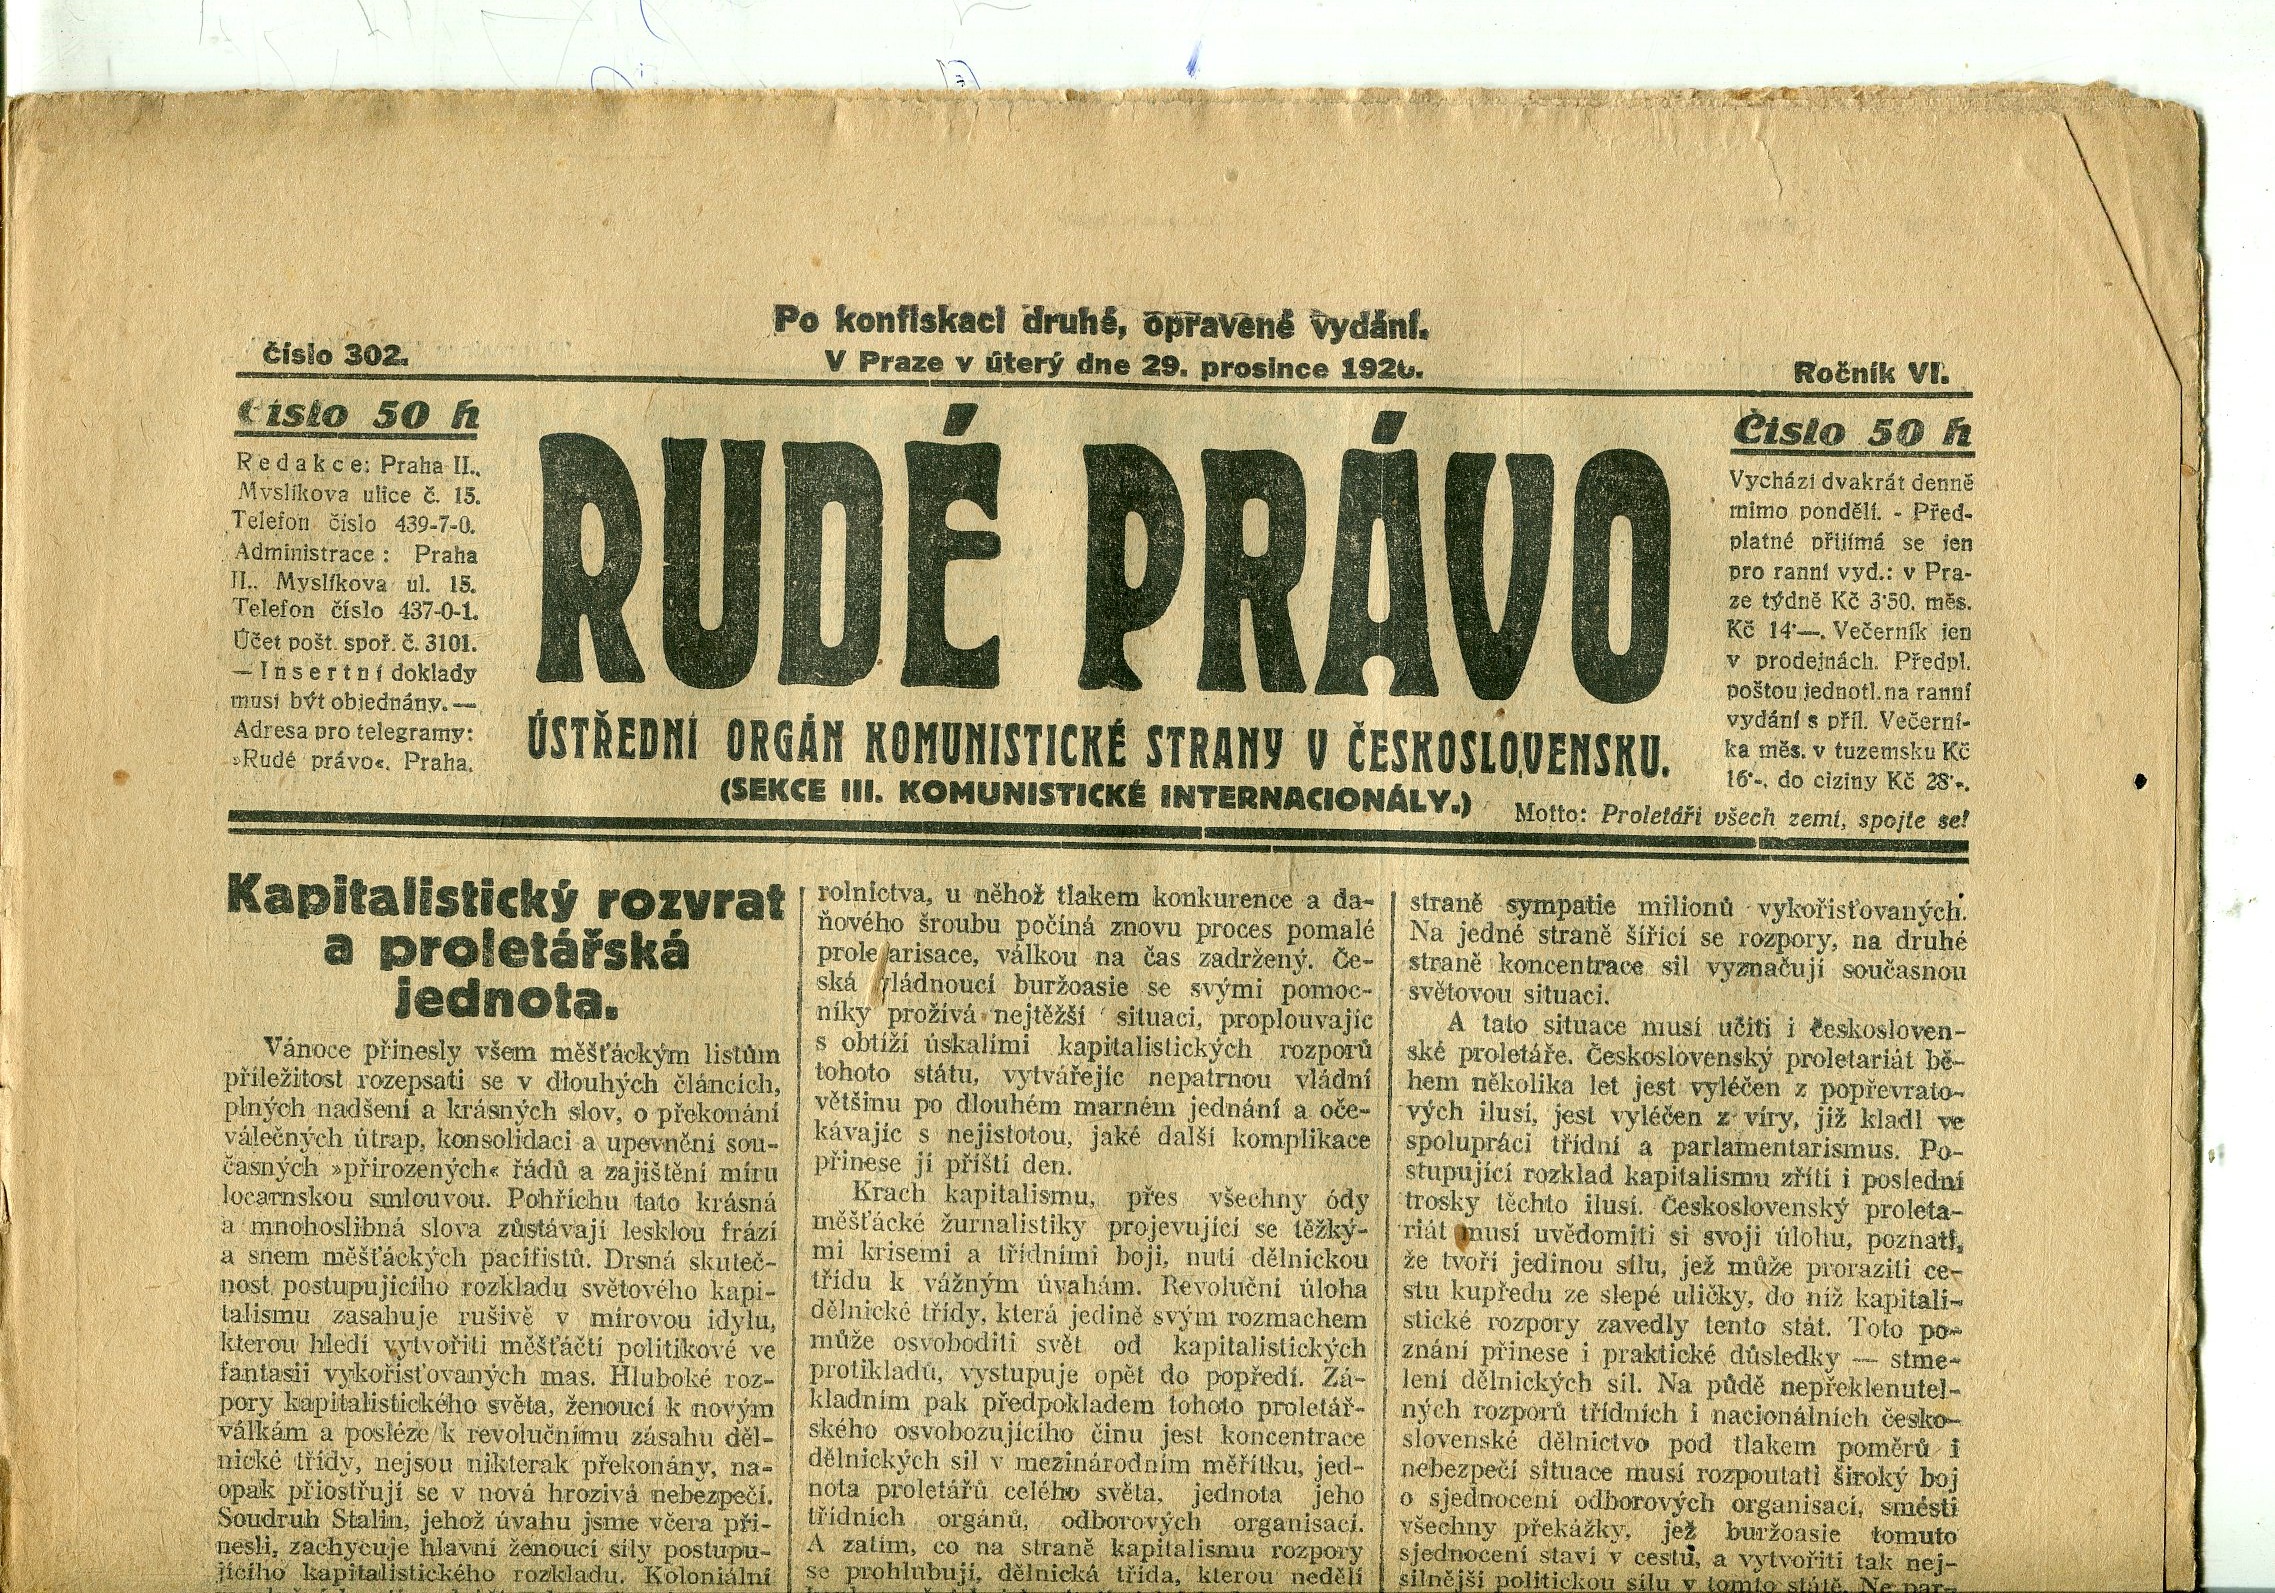 Po konfiskaci druhé, opravené vydání.
Číslo 302.
V Praze v úterý dne 29. prosince
Ročník VI.
Číslo 50 h
Redakce: Praha II.,
Myslíkova ulice č. 15.
Telefon číslo 439-7-0.
Administrace: Praha
II., Myslíkova ul. 15.
Telefon číslo 437-0-1.
Účet pošt. spoř. č. 3101.
— Insertní doklady
musí být objednány. —
Adresa pro telegramy:
»Rudé právo«. Praha.
RUDÉ PRÁVO
ÚSTŘEDNÍ ORGÁN KOMUNISTICKÉ STRANY V ČESKOSLOVENSKU.
(SEKCE III. KOMUNISTICKÉ INTERNACIONÁLY.)
Číslo 50 h
Vychází dvakrát denně
mimo pondělí. - Před-
platné přijímá se jen
pro ranní vyd.: v Pra-
ze týdně Kč 3·50, měs.
Kč 14·—. Večerník jen
v prodejnách. Předpl.
poštou jednotl. na ranní
vydání s příl. Večerní-
ka měs. v tuzemsku Kč
16·-, do ciziny Kč 28·-.
Motto: Proletáři všech zemí, spojte se!
Kapitalistický rozvrat
a proletářská
jednota.
Vánoce přinesly všem měšťáckým listům
příležitost rozepsati se v dlouhých článcích,
plných nadšení a krásných slov, o překonání
válečných útrap, konsolidaci a upevnění sou-
časných »přirozených« řádů a zajištění míru
locarnskou smlouvou. Pohříchu tato krásná
a mnohoslibná slova zůstávají lesklou frází
a snem měšťáckých pacifistů. Drsná skuteč-
nost postupujícího rozkladu světového kapi-
talismu zasahuje rušivě v mírovou idylu,
kterou hledí vytvořiti měšťáčtí politikové ve
fantasii vykořisťovaných mas. Hluboké roz-
pory kapitalistického světa, ženoucí k novým
válkám a posléze k revolučnímu zásahu děl-
nické třídy, nejsou nikterak překonány, na-
opak přiostřují se v nová hrozivá nebezpečí.
Soudruh Stalin, jehož úvahu jsme včera při-
nesli, zachycuje hlavní ženoucí síly postupu-
jícího kapitalistického rozkladu. Koloniální
rolnictva, u něhož tlakem konkurence a da-
ňového šroubu počíná znovu proces pomalé
proletarisace, válkou na čas zadržený. Če-
ská vládnoucí buržoasie se svými pomoc-
níky prožívá nejtěžší situaci, proplouvajíc
s obtíží úskalími kapitalistických rozporů
tohoto státu, vytvářejíc nepatrnou vládní
většinu po dlouhém marném jednání a oče-
kávajíc s nejistotou, jaké další komplikace
přinese jí příští den.
Krach kapitalismu, přes všechny ódy
měšťácké žurnalistiky projevující se těžký-
mi krisemi a třídními boji, nutí dělnickou
třídu k vážným úvahám. Revoluční úloha
dělnické třídy, která jedině svým rozmachem
může osvoboditi svět od kapitalistických
protikladů, vystupuje opět do popředí. Zá-
kladním pak předpokladem tohoto proletář-
ského osvobozujícího činu jest koncentrace
dělnických sil v mezinárodním měřítku, jed-
nota proletářů celého světa, jednota jeho
třídních orgánů, odborových organisací.
A zatím, co na straně kapitalismu rozpory
se prohlubují, dělnická třída, kterou nedělí
straně sympatie milionů vykořisťovaných.
Na jedné straně šířící se rozpory, na druhé
straně koncentrace sil vyznačují současnou
světovou situaci.
A tato situace musí učiti i českosloven-
ské proletáře. Československý proletariát bě-
hem několika let jest vyléčen z popřevrato-
vých ilusí, jest vyléčen z víry, již kladl ve
spolupráci třídní a parlamentarismus. Po-
stupující rozklad kapitalismu zřítí i poslední
trosky těchto ilusí. Československý proleta-
riát musí uvědomiti si svoji úlohu, poznati,
že tvoří jedinou sílu, jež může proraziti ce-
stu kupředu ze slepé uličky, do níž kapitali-
stické rozpory zavedly tento stát. Toto po-
znání přinese i praktické důsledky — stme-
lení dělnických sil. Na půdě nepřeklenutel-
ných rozporů třídních i nacionálních česko-
slovenské dělnictvo pod tlakem poměrů i
nebezpečí situace musí rozpoutati široký boj
o sjednocení odborových organisací, smésti
všechny překážky, jež buržoasie tomuto
sjednocení staví v cestu, a vytvořiti tak nej-
silnější politickou sílu v tomto státě. Ne par-